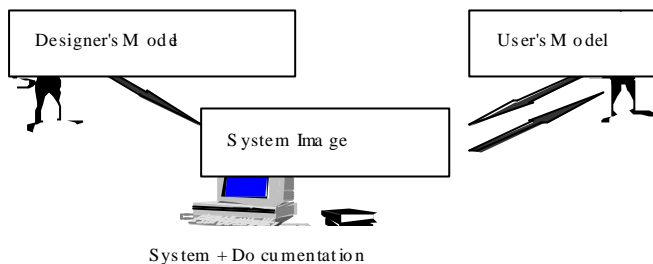 Designer's Model
User's Model
System Image
System + Documentation